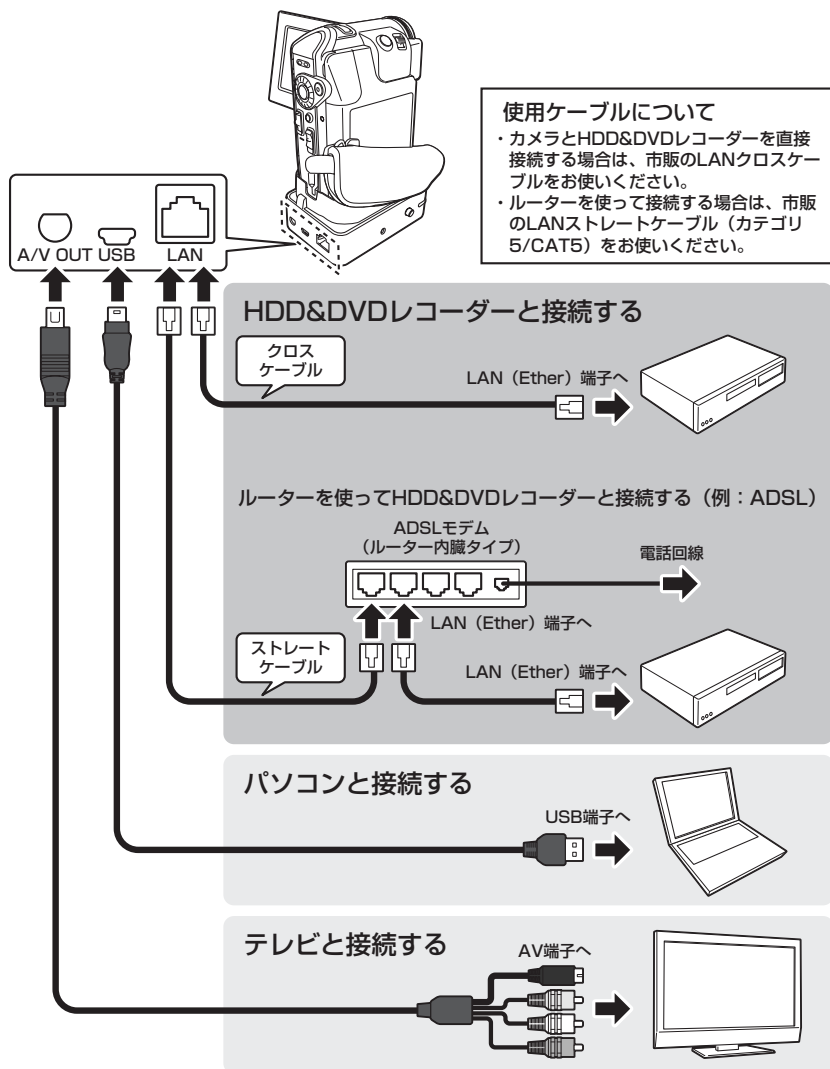 使用ケーブルについて
・カメラとHDD&DVDレコーダーを直接
接続する場合は、市販のLANクロスケー
ブルをお使いください。
・ルーターを使って接続する場合は、市販
のLANストレートケーブル（カテゴリ
5/CAT5）をお使いください。
A/V OUT USB LAN
HDD&DVDレコーダーと接続する
クロス
ケーブル
LAN（Ether）端子へ
ルーターを使ってHDD&DVDレコーダーと接続する（例：ADSL）
ADSLモデム
（ルーター内臓タイプ）
電話回線
LAN（Ether）端子へ
ストレート
ケーブル
LAN（Ether）端子へ
パソコンと接続する
USB端子へ
テレビと接続する
AV端子へ